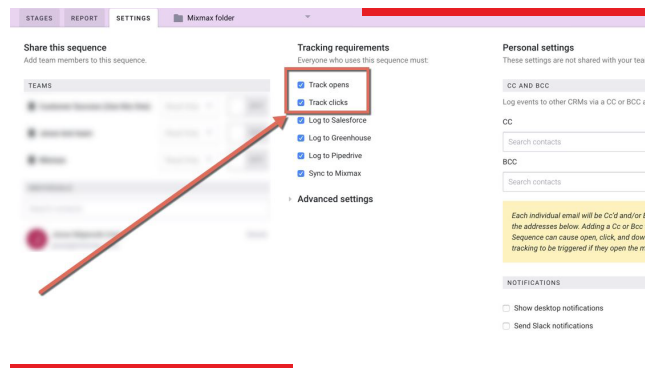 STAGES REPORT SETTINGS Mixmax folder
Share this sequence
Add team members to this sequence.
TEAMS
Tracking requirements
Everyone who uses this sequence must:
Track opens
Track clicks
Log to Salesforce
Log to Greenhouse
Log to Pipedrive
Sync to Mixmax
Advanced settings
Personal settings
These settings are not shared with your tea
CC AND BCC
Log events to other CRMs via a CC or BCC a
CC
Search contacts
BCC
Search contacts
Each individual email will be Cc'd and/or B
the addresses below. Adding a Cc or Bcc
Sequence can cause open, click, and dow
tracking to be triggered if they open the m
NOTIFICATIONS
Show desktop notifications
Send Slack notifications